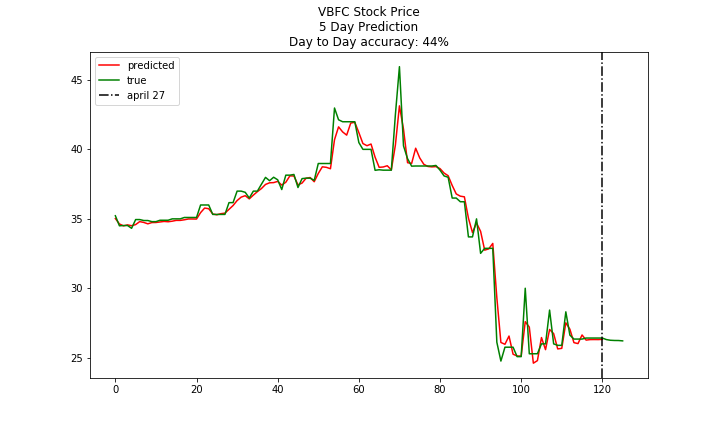 VBFC Stock Price
5 Day Prediction
Day to Day accuracy: 44%
predicted
true
april 27
45
40
35
30
25
0
20
40
60
80
100
120